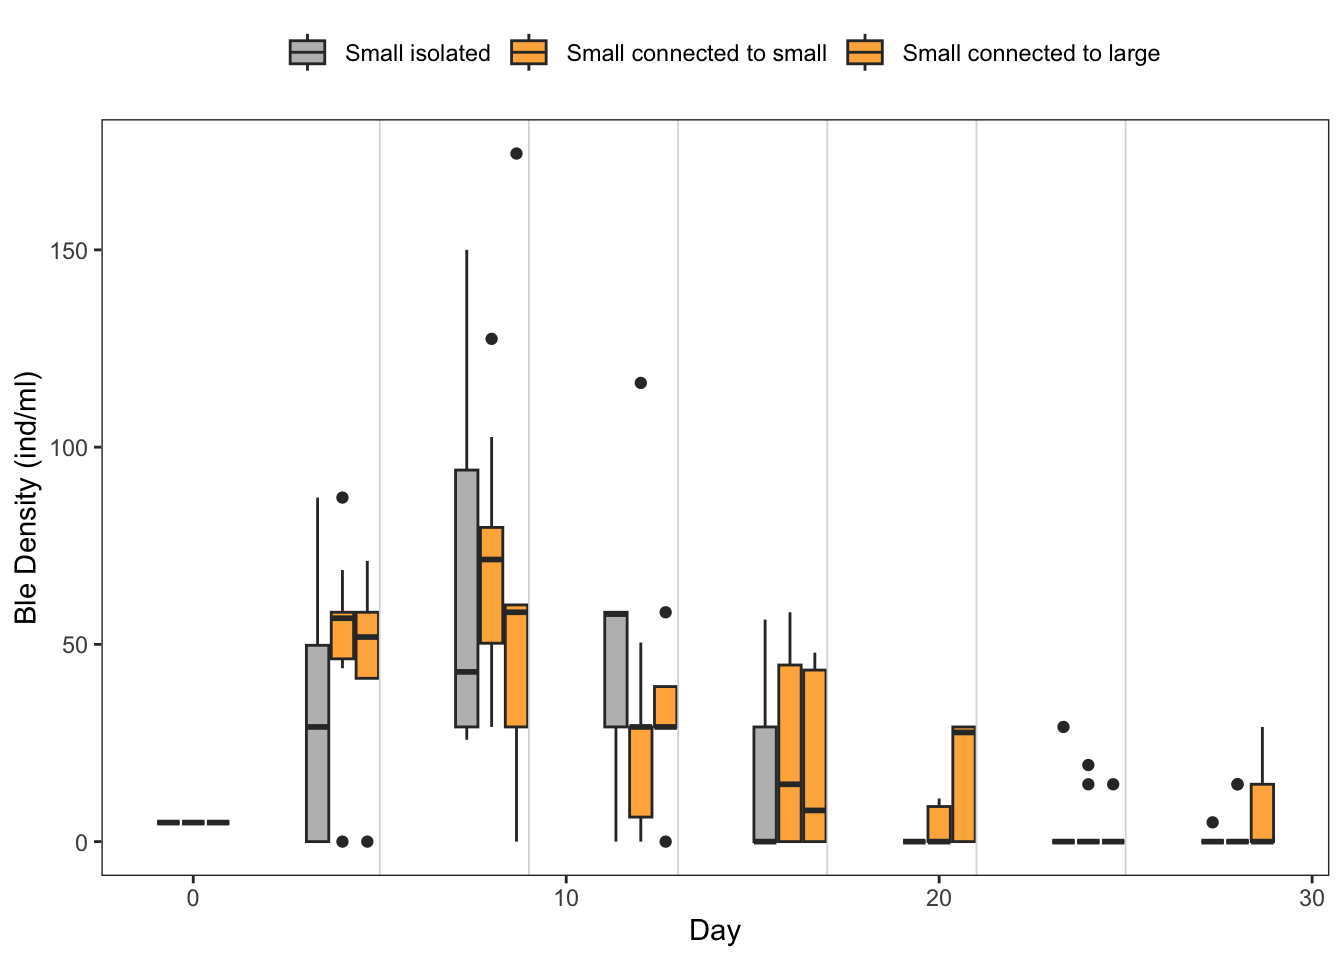 Small isolated Small connected to small Small connected to large
150
100
50
0
Ble Density (ind/ml)
0 10 20 30
Day